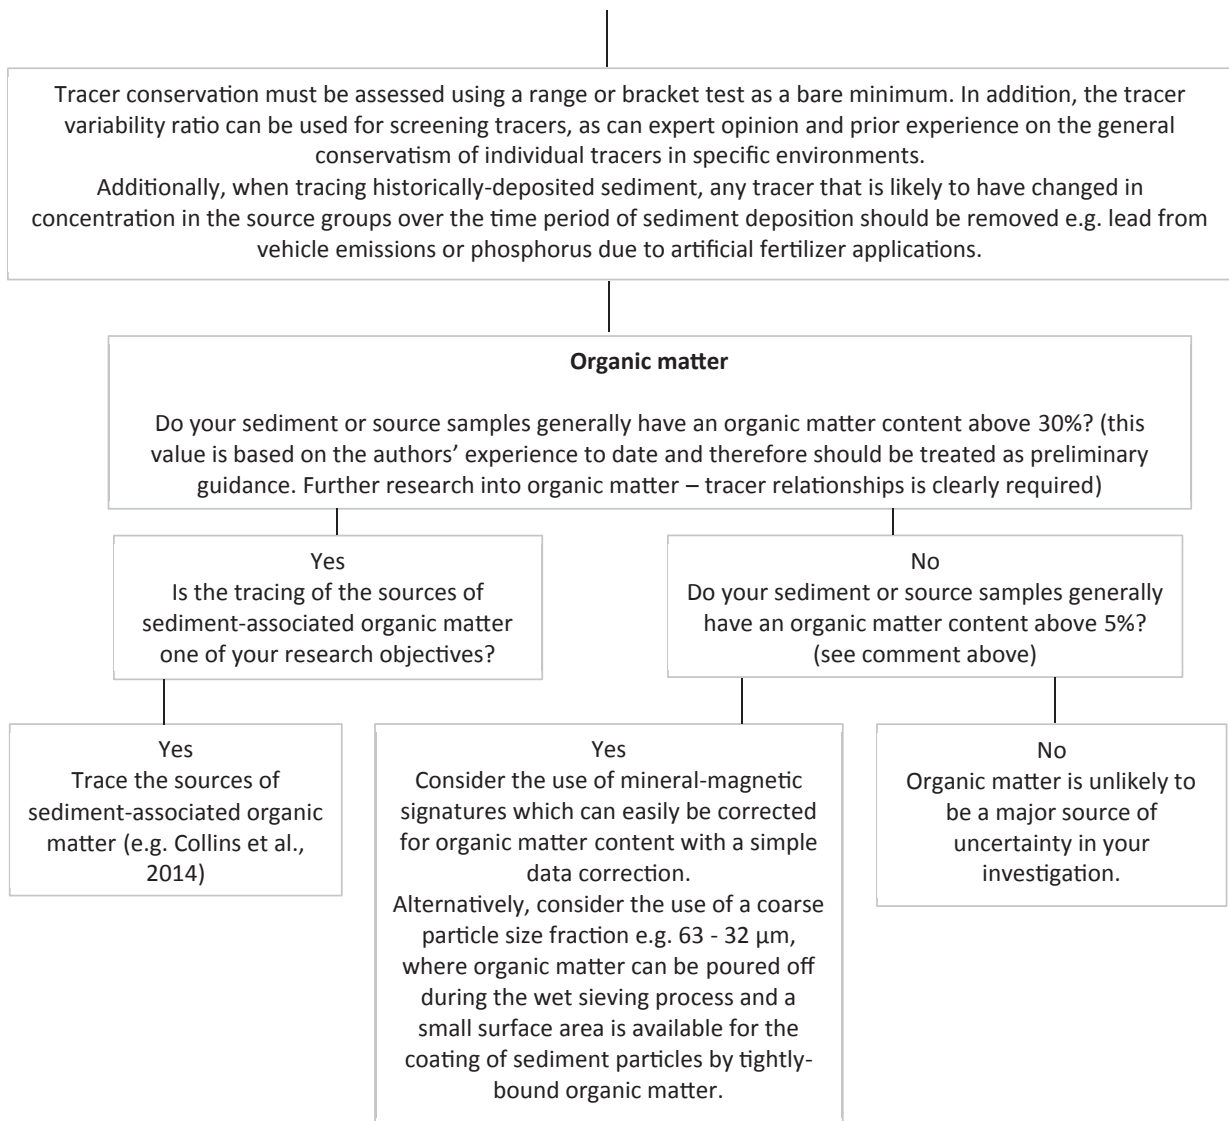 Tracer conservation must be assessed using a range or bracket test as a bare minimum. In addition, the tracer
variability ratio can be used for screening tracers, as can expert opinion and prior experience on the general
conservatism of individual tracers in specific environments.
Additionally, when tracing historically-deposited sediment, any tracer that is likely to have changed in
concentration in the source groups over the time period of sediment deposition should be removed e.g. lead from
vehicle emissions or phosphorus due to artificial fertilizer applications.
Organic matter
Do your sediment or source samples generally have an organic matter content above 30%? (this
value is based on the authors’ experience to date and therefore should be treated as preliminary
guidance. Further research into organic matter – tracer relationships is clearly required)
Yes
Is the tracing of the sources of
sediment-associated organic matter
one of your research objectives?
No
Do your sediment or source samples generally
have an organic matter content above 5%?
(see comment above)
Yes
Trace the sources of
sediment-associated organic
matter (e.g. Collins et al.,
2014)
Yes
Consider the use of mineral-magnetic
signatures which can easily be corrected
for organic matter content with a simple
data correction.
Alternatively, consider the use of a coarse
particle size fraction e.g. 63 - 32 µm,
where organic matter can be poured off
during the wet sieving process and a
small surface area is available for the
coating of sediment particles by tightly-
bound organic matter.
No
Organic matter is unlikely to
be a major source of
uncertainty in your
investigation.